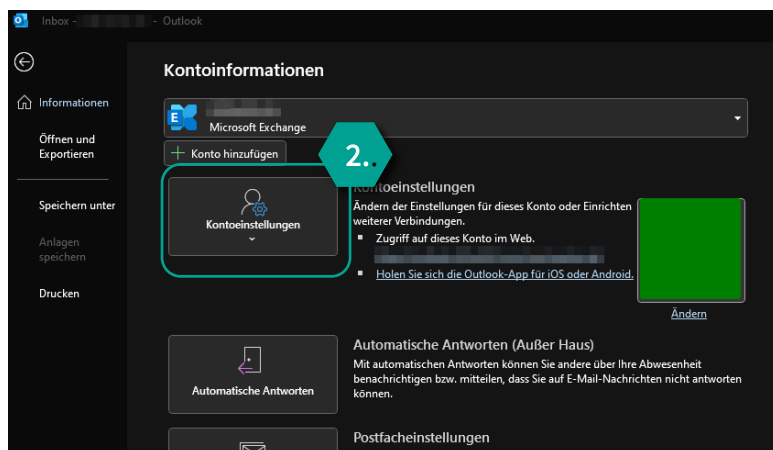 Inbox - - Outlook
Kontoinformationen
Informationen
E
Microsoft Exchange
Öffnen und
Exportieren
Konto hinzufügen
2..
Kontoeinstellungen
Speichern unter
Kontoeinstellungen
Ändern der Einstellungen für dieses Konto oder Einrichten
weiterer Verbindungen.
Zugriff auf dieses Konto im Web.
Holen Sie sich die Outlook-App für iOS oder Android.
Anlagen
speichern
Drucken
Ändern
Automatische Antworten
Automatische Antworten (Außer Haus)
Mit automatischen Antworten können Sie andere über Ihre Abwesenheit
benachrichtigen bzw. mitteilen, dass Sie auf E-Mail-Nachrichten nicht antworten
können.
Postfacheinstellungen